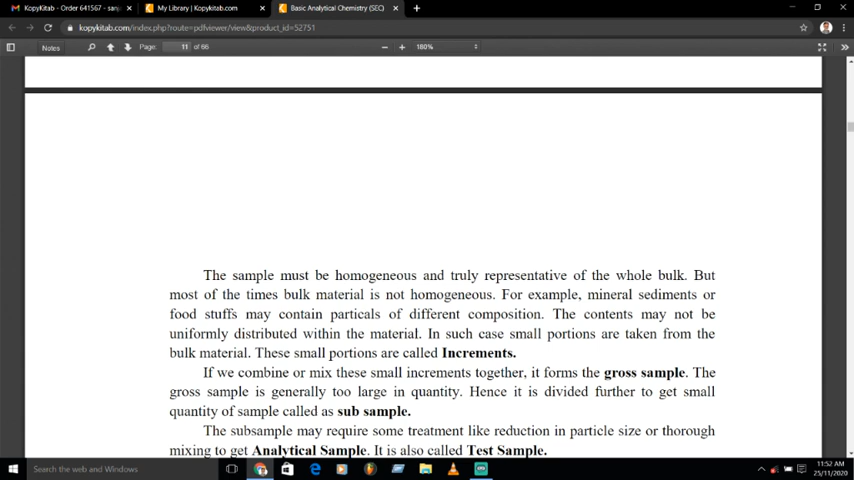 KopyKitab - Order 641567 - sanj
My Library | Kopykitab.com
Basic Analytical Chemistry (SEC)
kopykitab.com/index.php?route=pdfviewer/view&product_id=52751
Notes
Page: 11 of 66
180%
The sample must be homogeneous and truly representative of the whole bulk. But
most of the times bulk material is not homogeneous. For example, mineral sediments or
food stuffs may contain particals of different composition. The contents may not be
uniformly distributed within the material. In such case small portions are taken from the
bulk material. These small portions are called Increments.
If we combine or mix these small increments together, it forms the gross sample. The
gross sample is generally too large in quantity. Hence it is divided further to get small
quantity of sample called as sub sample.
The subsample may require some treatment like reduction in particle size or thorough
mixing to get Analytical Sample. It is also called Test Sample.
Search the web and Windows
11:52 AM
25/11/2020